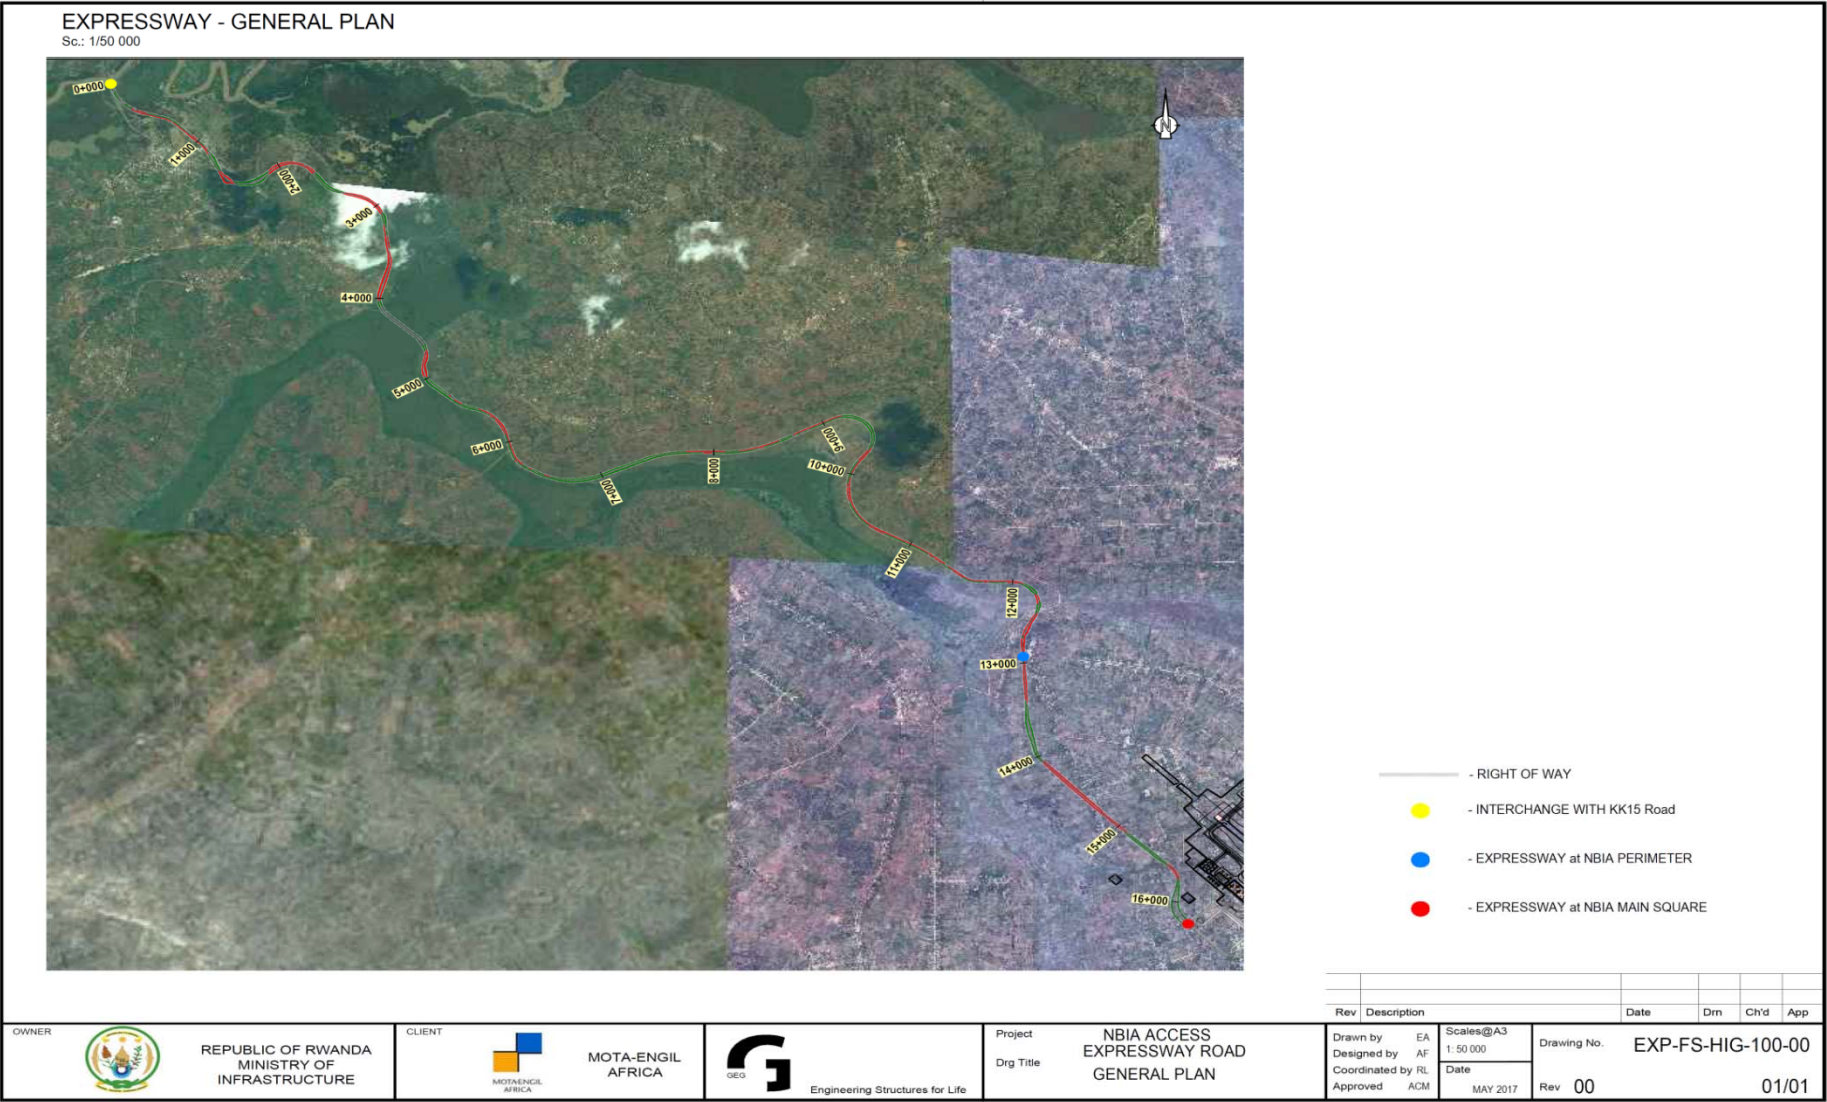 EXPRESSWAY - GENERAL PLAN
Sc.: 1/50 000
0+000
1+000
2+000
3+000
4+000
5+000
6+000
7+000
8+000
9+000
10+000
11+000
12+000
13+000
14+000
15+000
16+000
N
- RIGHT OF WAY
- INTERCHANGE WITH KK15 Road
- EXPRESSWAY at NBIA PERIMETER
- EXPRESSWAY at NBIA MAIN SQUARE
Rev Description Date Drn Ch'd App
OWNER
REPUBLIC OF RWANDA
MINISTRY OF
INFRASTRUCTURE
CLIENT
MOTA-ENGIL
AFRICA
MOTA-ENGIL
AFRICA
GEG
Engineering Structures for Life
Project
NBIA ACCESS
EXPRESSWAY ROAD
Drg Title
GENERAL PLAN
Drawn by EA
Designed by AF
Coordinated by RL
Approved ACM
Scales@A3
1: 50 000
Date
MAY 2017
Drawing No. EXP-FS-HIG-100-00
Rev 00
01/01